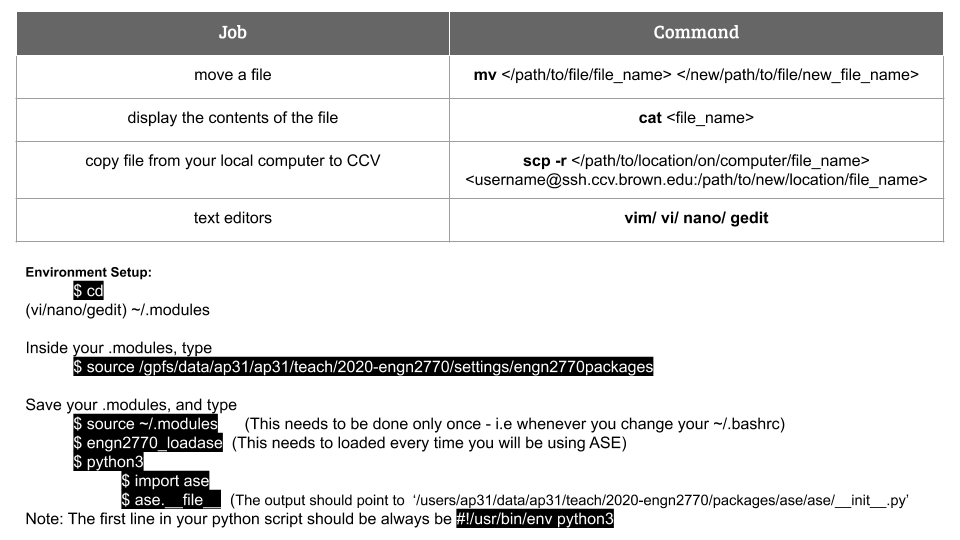 Job Command
move a file mv </path/to/file/file_name> </new/path/to/file/new_file_name>
display the contents of the file cat <file_name>
copy file from your local computer to CCV scp -r </path/to/location/on/computer/file_name>
<username@ssh.ccv.brown.edu:/path/to/new/location/file_name>
text editors vim/ vi/ nano/ gedit
Environment Setup:
$ cd
(vi/nano/gedit) ~/.modules
Inside your .modules, type
$ source /gpfs/data/ap31/ap31/teach/2020-engn2770/settings/engn2770packages
Save your .modules, and type
$ source ~/.modules (This needs to be done only once - i.e whenever you change your ~/.bashrc)
$ engn2770_loadase (This needs to loaded every time you will be using ASE)
$ python3
$ import ase
$ ase.__file__ (The output should point to ‘/users/ap31/data/ap31/teach/2020-engn2770/packages/ase/ase/__init__.py’
Note: The first line in your python script should be always be #!/usr/bin/env python3